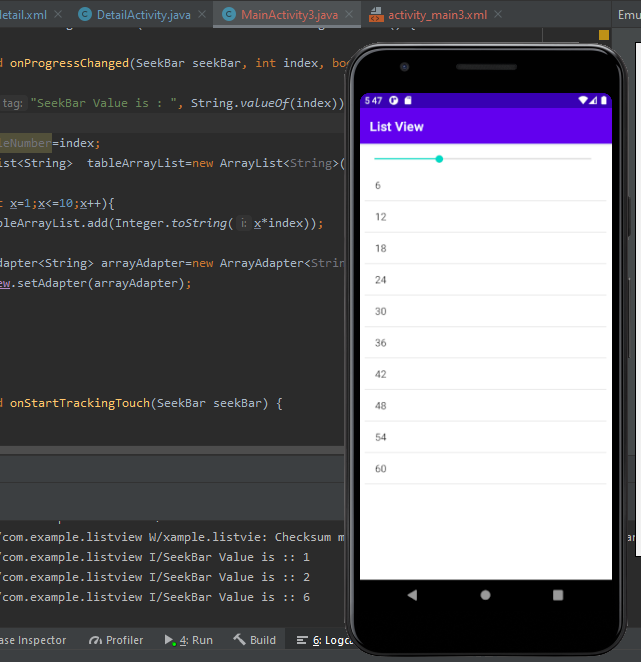 detail.xml DetailActivity.java MainActivity3.java activity_main3.xml Emu
d onProgressChanged(SeekBar seekBar, int index, bo
tag: "SeekBar Value is : ", String.valueOf(index))
leNumber=index;
ist<String> tableArrayList=new ArrayList<String>(
t x=1;x<=10;x++){
bleArrayList.add(Integer.toString( i: x*index));
dapter<String> arrayAdapter=new ArrayAdapter<Strin
ew.setAdapter(arrayAdapter);
d onStartTrackingTouch(SeekBar seekBar) {
/com.example.listview W/xample.listvie: Checksum m
/com.example.listview I/SeekBar Value is :: 1
/com.example.listview I/SeekBar Value is :: 2
/com.example.listview I/SeekBar Value is :: 6
ase Inspector Profiler 4: Run Build 6: Logca
5:47
List View
6
12
18
24
30
36
42
48
54
60